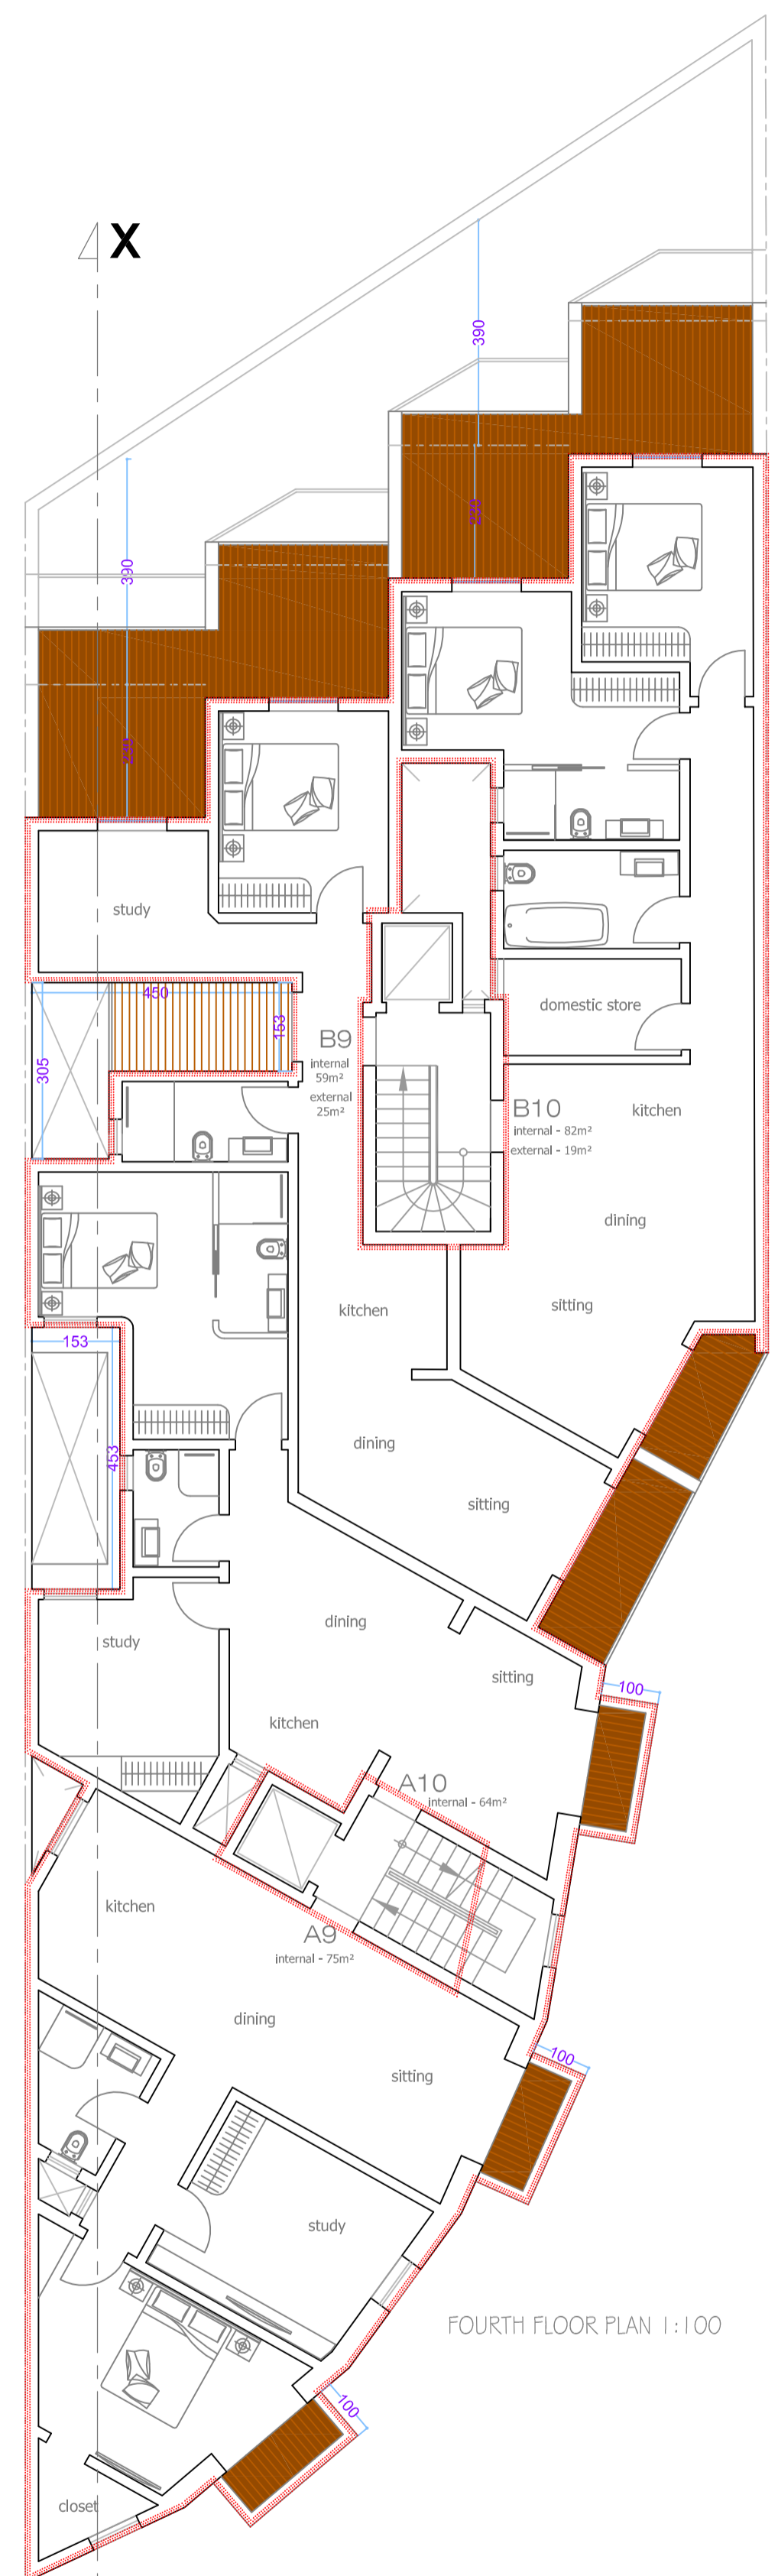 X
390
390
230
230
study
450
153
305
B9
internal
59m²
external
25m²
domestic store
B10
internal - 82m²
external - 19m²
kitchen
dining
sitting
kitchen
153
453
dining
sitting
study
dining
sitting
kitchen
100
A10
internal - 64m²
kitchen
A9
internal - 75m²
dining
sitting
100
study
FOURTH FLOOR PLAN 1:100
100
closet